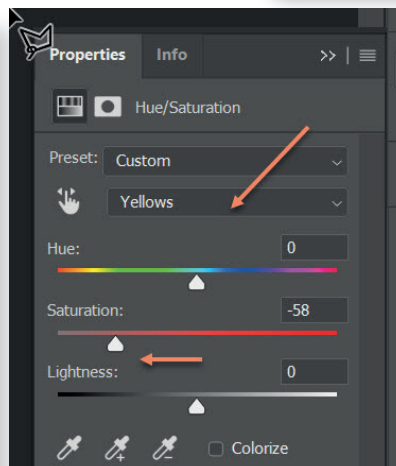 Properties Info
Hue/Saturation
Preset: Custom
Yellows
Hue: 0
Saturation: -58
Lightness: 0
Colorize